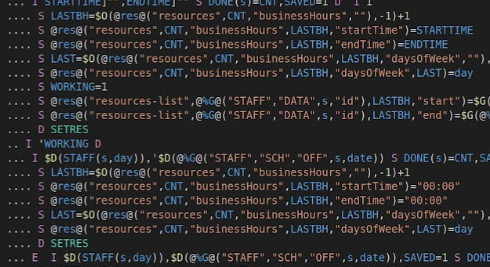 ... I STARTTIME]"",ENDTIME]"" S DONE(s)=CNT,SAVED=1 D  I 1
.... S LASTBH=$O(@res@("resources",CNT,"businessHours",""),-1)+1
.... S @res@("resources",CNT,"businessHours",LASTBH,"startTime")=STARTTIME
.... S @res@("resources",CNT,"businessHours",LASTBH,"endTime")=ENDTIME
.... S LAST=$O(@res@("resources",CNT,"businessHours",LASTBH,"daysOfWeek",""),
.... S @res@("resources",CNT,"businessHours",LASTBH,"daysOfWeek",LAST)=day
.... S WORKING=1
.... S @res@("resources-list",@%G@("STAFF","DATA",s,"id"),LASTBH,"start")=$G(
.... S @res@("resources-list",@%G@("STAFF","DATA",s,"id"),LASTBH,"end")=$G(@%
.... D SETRES
.. I 'WORKING D
... I $D(STAFF(s,day)),'$D(@%G@("STAFF","SCH","OFF",s,date)) S DONE(s)=CNT,SA
.... S LASTBH=$O(@res@("resources",CNT,"businessHours",""),-1)+1
.... S @res@("resources",CNT,"businessHours",LASTBH,"startTime")="00:00"
.... S @res@("resources",CNT,"businessHours",LASTBH,"endTime")="00:00"
.... S LAST=$O(@res@("resources",CNT,"businessHours",LASTBH,"daysOfWeek",""),
.... S @res@("resources",CNT,"businessHours",LASTBH,"daysOfWeek",LAST)=day
.... D SETRES
... E  I $D(STAFF(s,day)),$D(@%G@("STAFF","SCH","OFF",s,date)),SAVED=1 S DONE